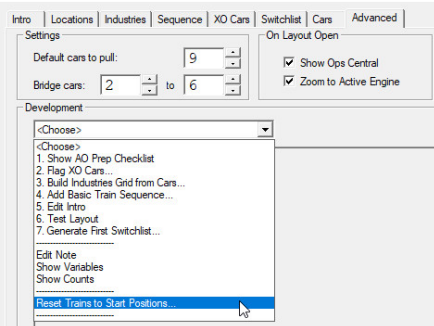 Intro Locations Industries Sequence XO Cars Switchlist Cars Advanced
Settings
Default cars to pull: 9
Bridge cars: 2 to 6
On Layout Open
Show Ops Central
Zoom to Active Engine
Development
<Choose>
<Choose>
1. Show AO Prep Checklist
2. Flag XO Cars...
3. Build Industries Grid from Cars...
4. Add Basic Train Sequence...
5. Edit Intro
6. Test Layout
7. Generate First Switchlist...
----------------------------
Edit Note
Show Variables
Show Counts
----------------------------
Reset Trains to Start Positions...
----------------------------